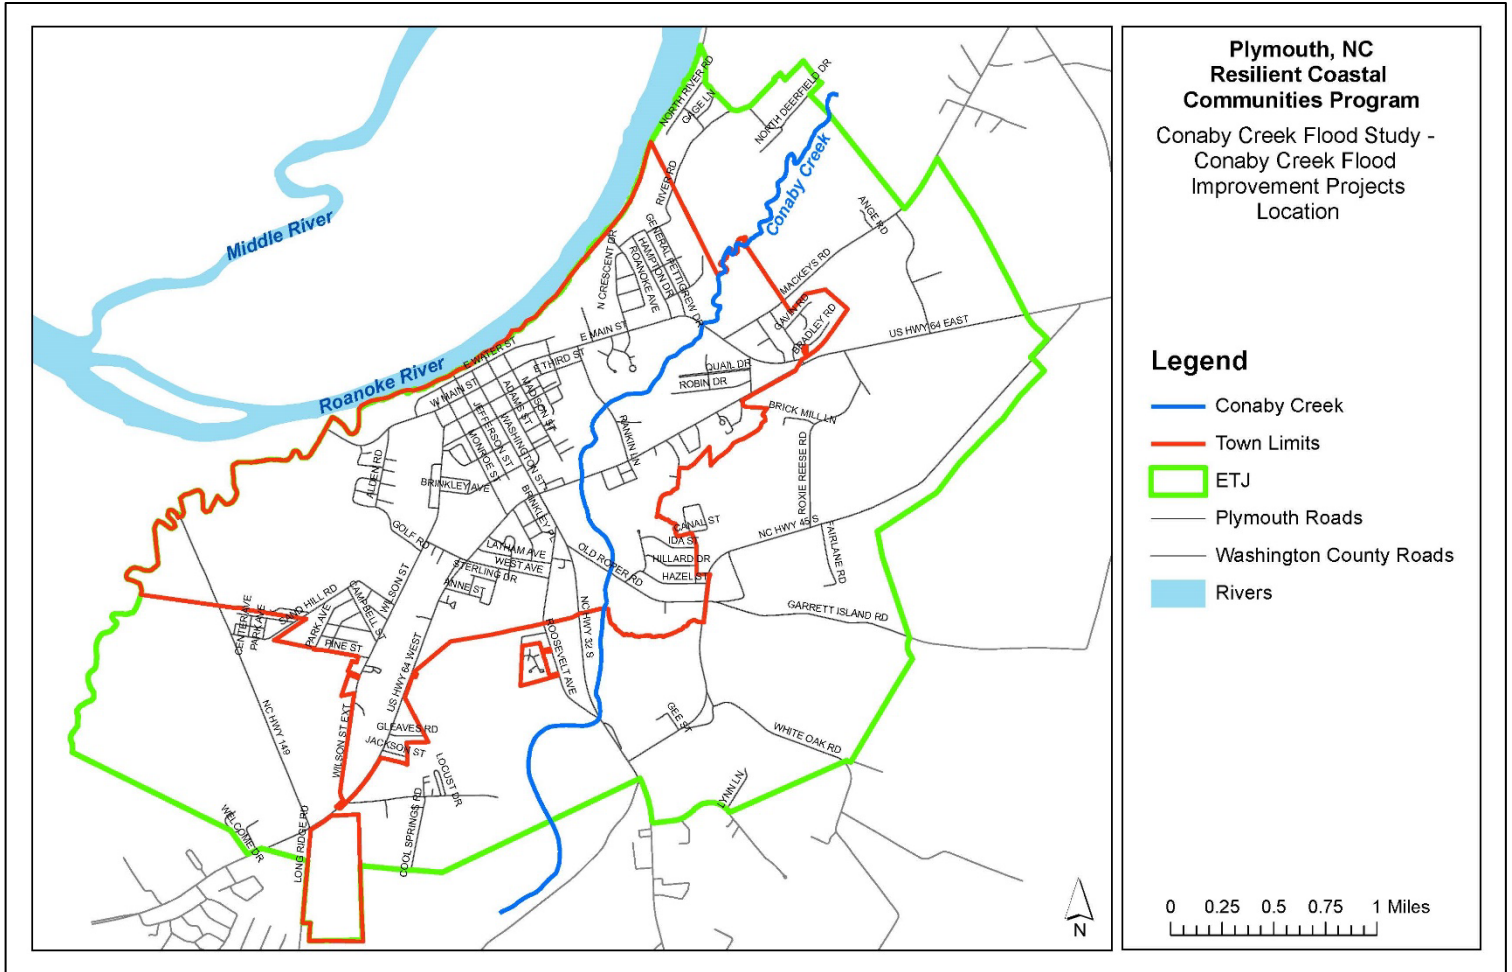 Plymouth, NC
Resilient Coastal
Communities Program
Conaby Creek Flood Study -
Conaby Creek Flood
Improvement Projects
Location
Legend
Conaby Creek
Town Limits
ETJ
Plymouth Roads
Washington County Roads
Rivers
0 0.25 0.5 0.75 1 Miles
N
Middle River
Roanoke River
Conaby Creek
NORTH RIVER RD
GAGE LN
NORTH DEERFIELD DR
RIVER RD
GENERAL PETTIGREW DR
HAMPTON DR
ROANOKE AVE
N CRESCENT DR
ANGE RD
MACKEYS RD
GAVIN RD
BRADLEY RD
US HWY 64 EAST
E MAIN ST
E WATER ST
E THIRD ST
W MAIN ST
MADISON ST
ADAMS ST
WASHINGTON ST
JEFFERSON ST
MONROE ST
QUAIL DR
ROBIN DR
BRICK MILL LN
RANKIN LN
ROXIE REESE RD
ALDEN RD
BRINKLEY AVE
BRINKLEY PL
GOLF RD
CANAL ST
IDA ST
HILLARD DR
HAZEL ST
NC HWY 45 S
FAIRLANE RD
OLD ROPER RD
GARRETT ISLAND RD
LATHAM AVE
WEST AVE
STERLING DR
ANNE ST
WILSON ST
CAMPBELL ST
SAND HILL RD
CENTER AVE
PARK AVE
PARK AVE
PINE ST
NC HWY 32 S
ROOSEVELT AVE
US HWY 64 WEST
NC HWY 149
WILSON ST EXT
GLEAVES RD
JACKSON ST
LOCUST DR
COOL SPRINGS RD
GEE ST
WHITE OAK RD
LYNN LN
WELCOME DR
LONG RIDGE RD